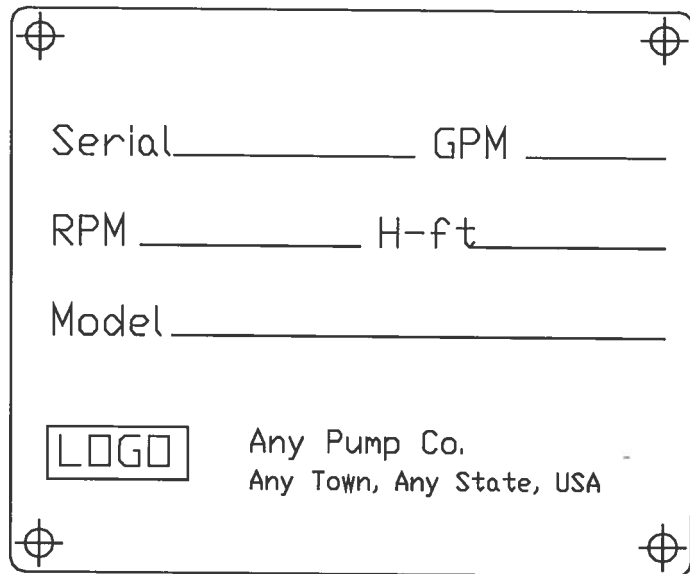 Serial GPM
RPM H-ft
Model
LOGO
Any Pump Co.
Any Town, Any State, USA